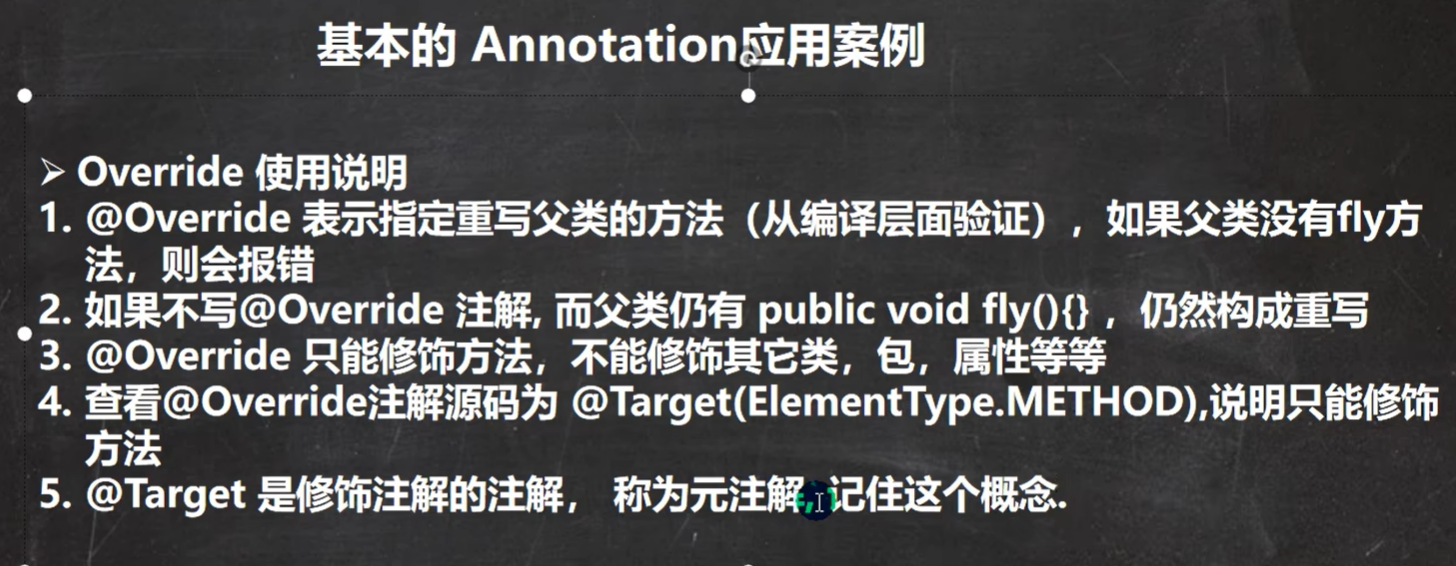 基本的 Annotation应用案例
➢ Override 使用说明
1. @Override 表示指定重写父类的方法（从编译层面验证），如果父类没有fly方
法，则会报错
2. 如果不写@Override 注解, 而父类仍有 public void fly(){} ，仍然构成重写
3. @Override 只能修饰方法，不能修饰其它类，包，属性等等
4. 查看@Override注解源码为 @Target(ElementType.METHOD),说明只能修饰
方法
5. @Target 是修饰注解的注解， 称为元注解,记住这个概念.